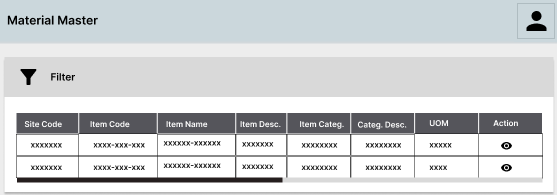 Material Master
Filter
Site Code Item Code Item Name Item Desc. Item Categ. Categ. Desc. UOM Action
xxxxxxx xxxx-xxx-xxx xxxxxx-xxxxxx xxxxxxx xxxxxxxx xxxxxxxx xxxxx
xxxxxxx xxxx-xxx-xxx xxxxxx-xxxxxx xxxxxxx xxxxxxxx xxxxxxxx xxxx